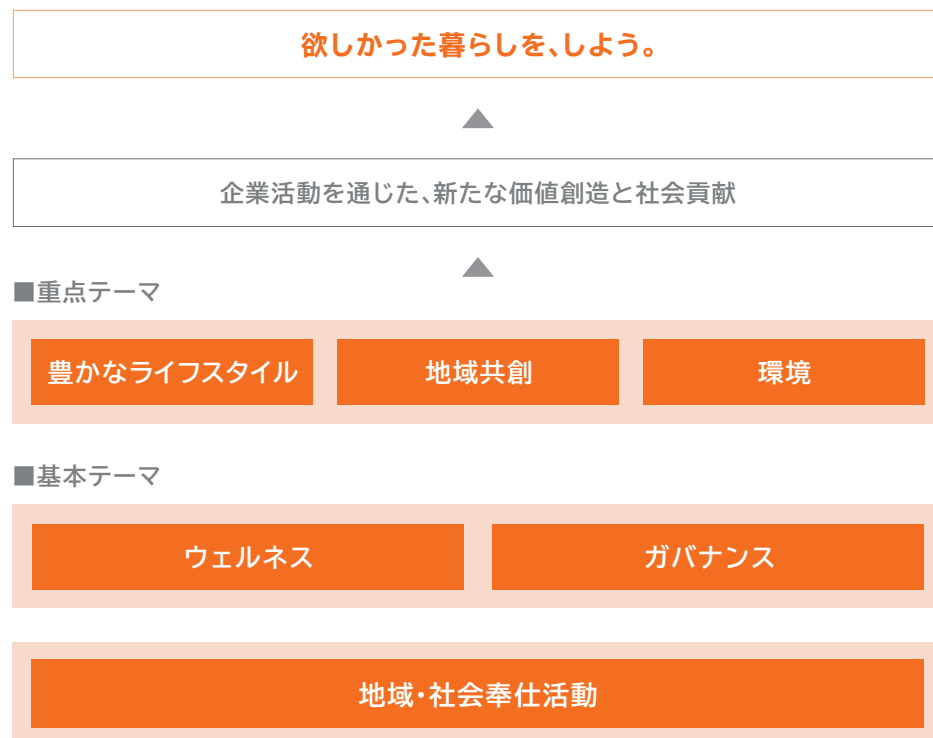 欲しかった暮らしを、しよう。
企業活動を通じた、新たな価値創造と社会貢献
■重点テーマ
豊かなライフスタイル
地域共創
環境
■基本テーマ
ウェルネス
ガバナンス
地域・社会奉仕活動